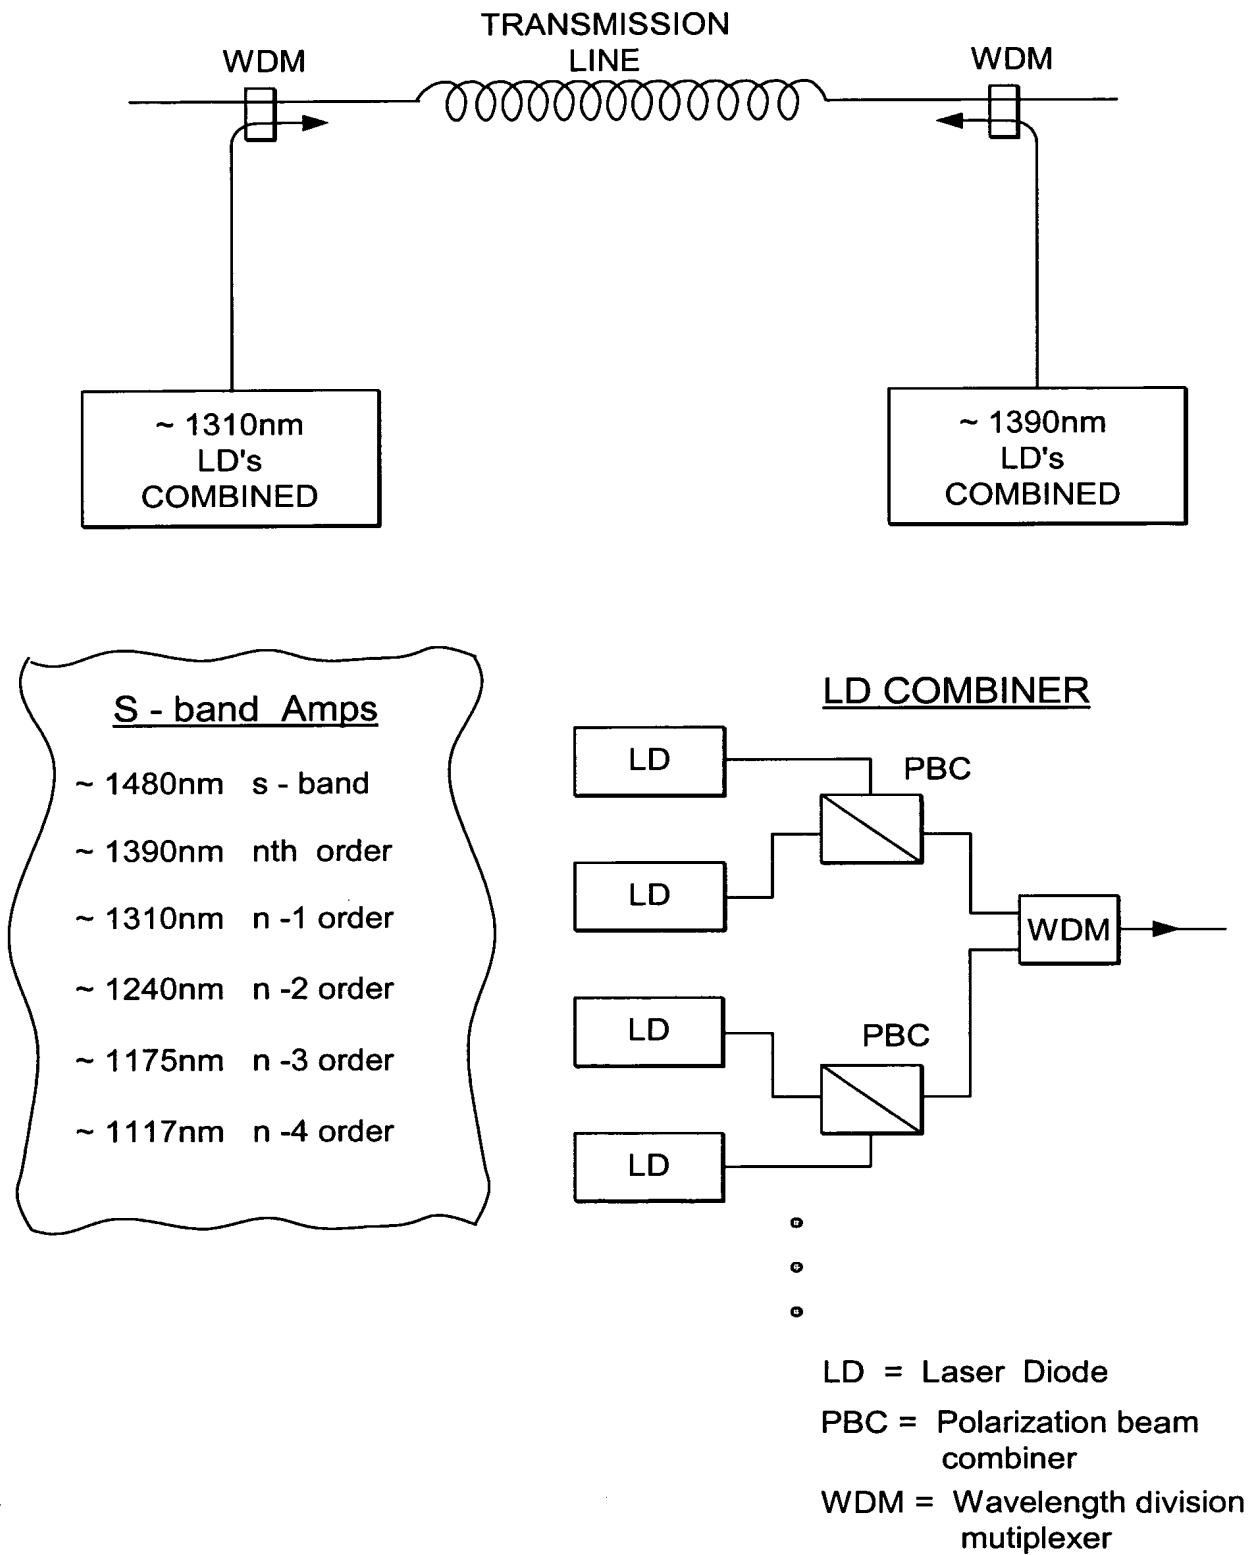 TRANSMISSION
LINE
WDM
WDM
~ 1310nm
LD's
COMBINED
~ 1390nm
LD's
COMBINED
S - band Amps
~ 1480nm s - band
~ 1390nm nth order
~ 1310nm n -1 order
~ 1240nm n -2 order
~ 1175nm n -3 order
~ 1117nm n -4 order
LD COMBINER
LD
PBC
LD
WDM
LD
PBC
LD
LD = Laser Diode
PBC = Polarization beam
combiner
WDM = Wavelength division
mutiplexer